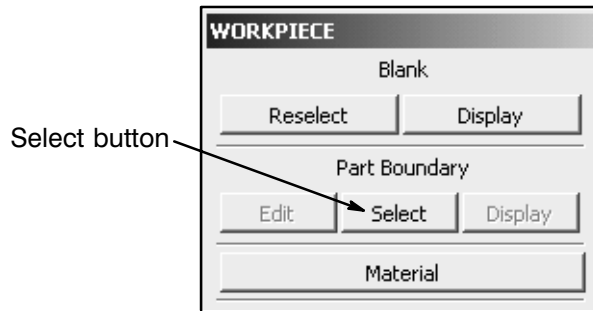 WORKPIECE
Blank
Reselect Display
Select button
Part Boundary
Edit Select Display
Material